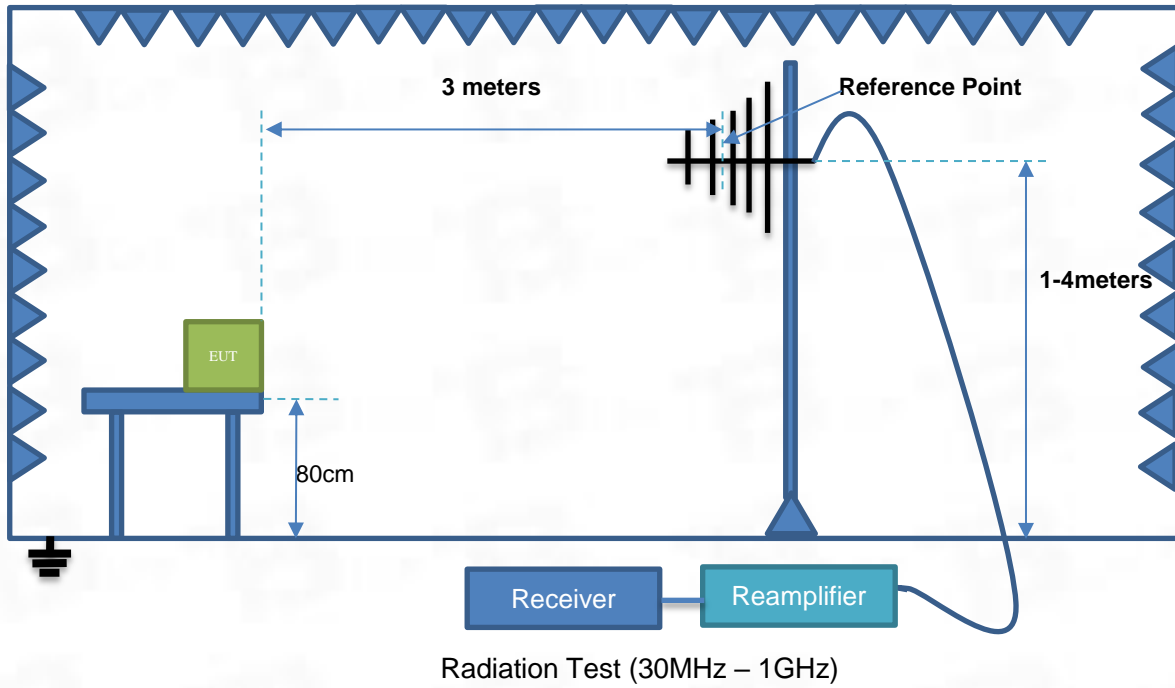 3 meters
Reference Point
1-4meters
EUT
80cm
Receiver
Reamplifier
Radiation Test (30MHz – 1GHz)